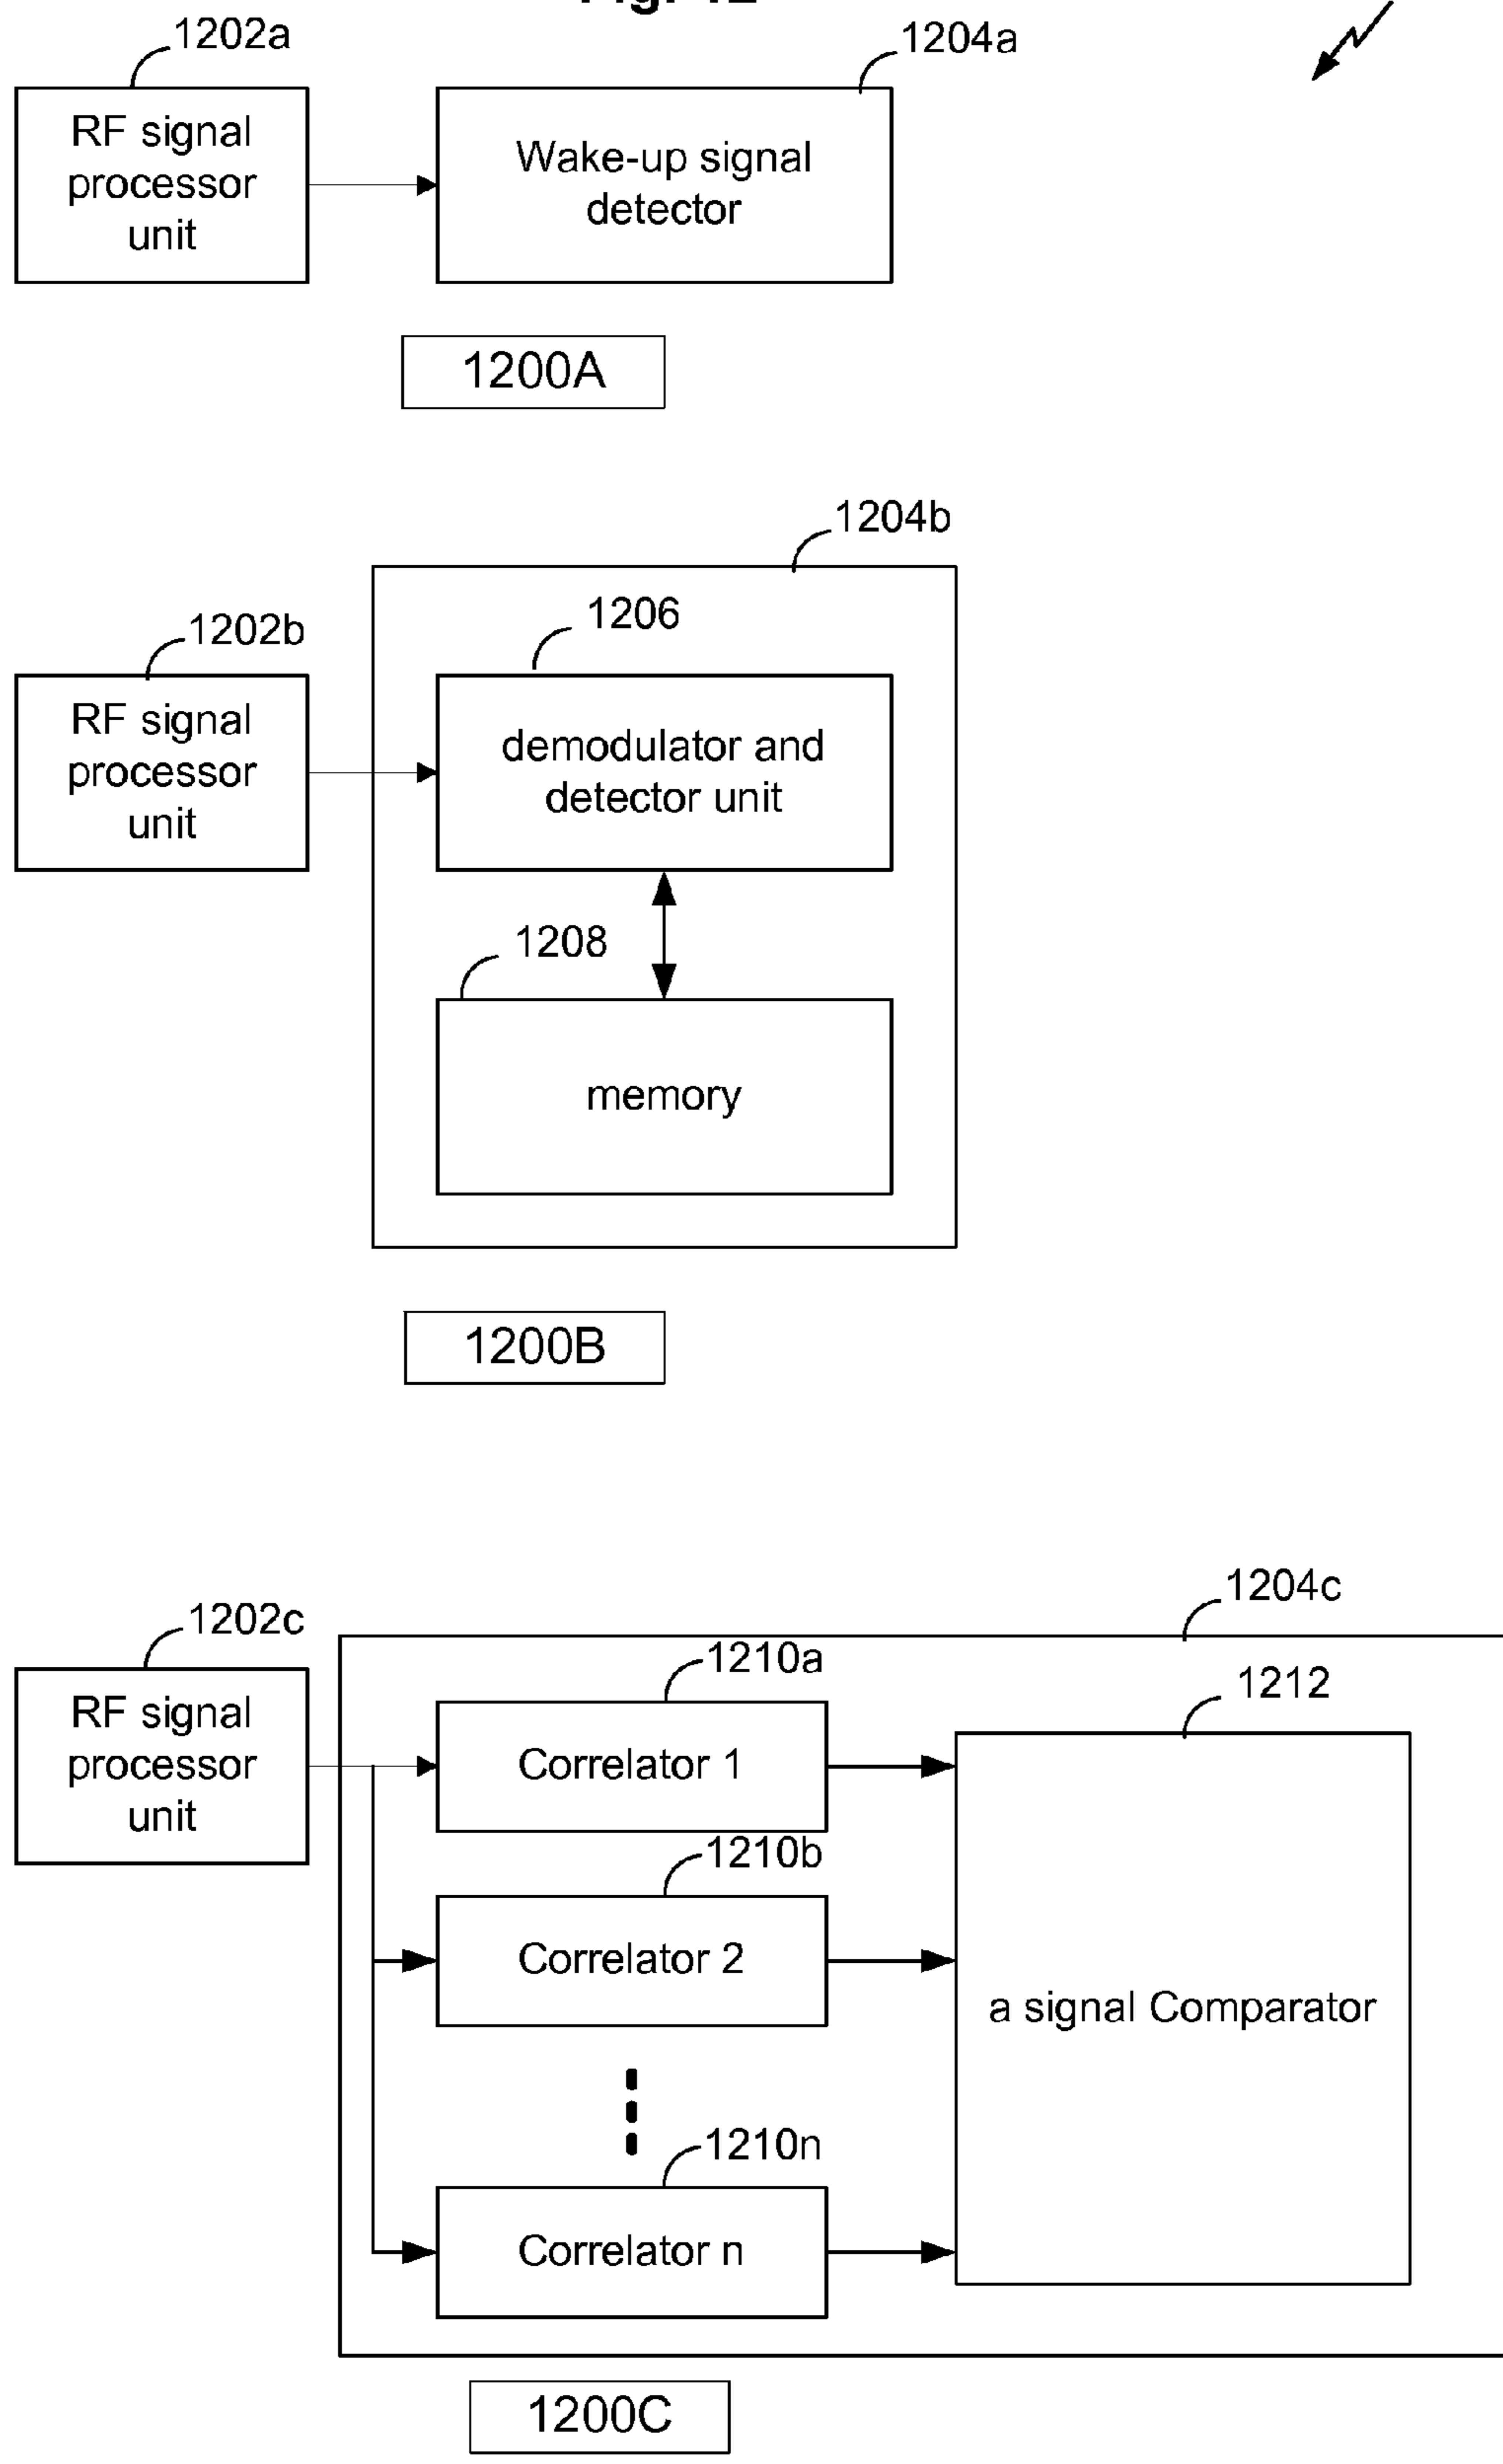 1202a
1204a
RF signal
processor
unit
Wake-up signal
detector
1200A
1204b
1206
1202b
RF signal
processor
unit
demodulator and
detector unit
1208
memory
1200B
1204c
1202c
1210a
1212
RF signal
processor
unit
Correlator 1
1210b
Correlator 2
a signal Comparator
1210n
Correlator n
1200C